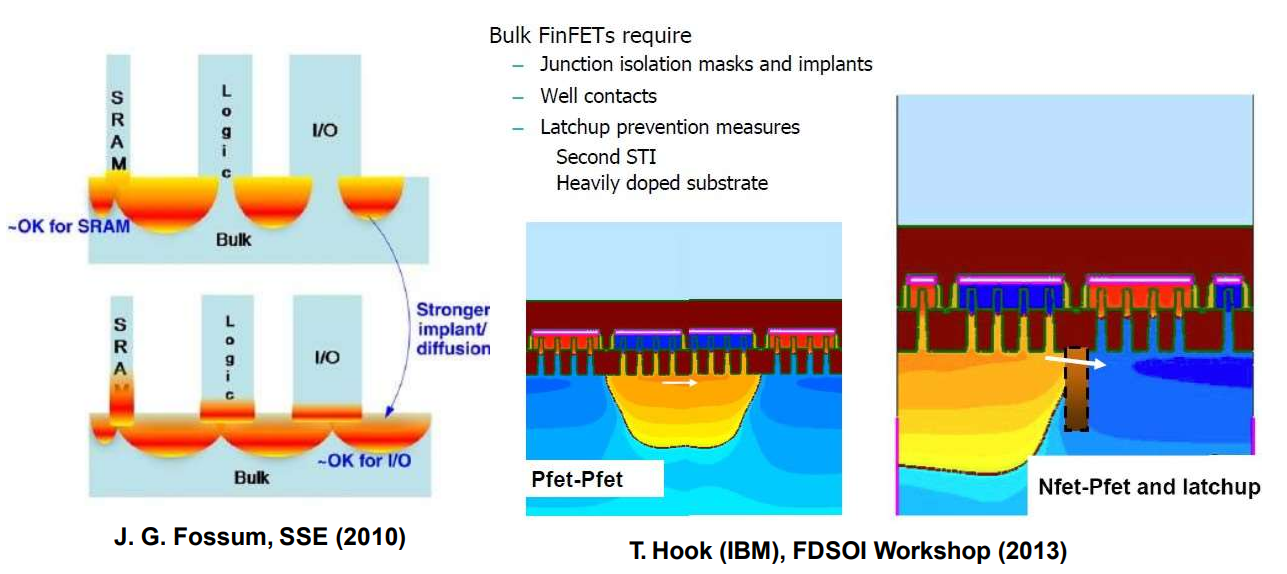 SRAM
Logic
I/O
~OK for SRAM
Bulk
Stronger
implant/
diffusion
SRAM
Logic
I/O
~OK for I/O
Bulk
J. G. Fossum, SSE (2010)
Bulk FinFETs require
– Junction isolation masks and implants
– Well contacts
– Latchup prevention measures
Second STI
Heavily doped substrate
Pfet-Pfet
Nfet-Pfet and latchup
T. Hook (IBM), FDSOI Workshop (2013)